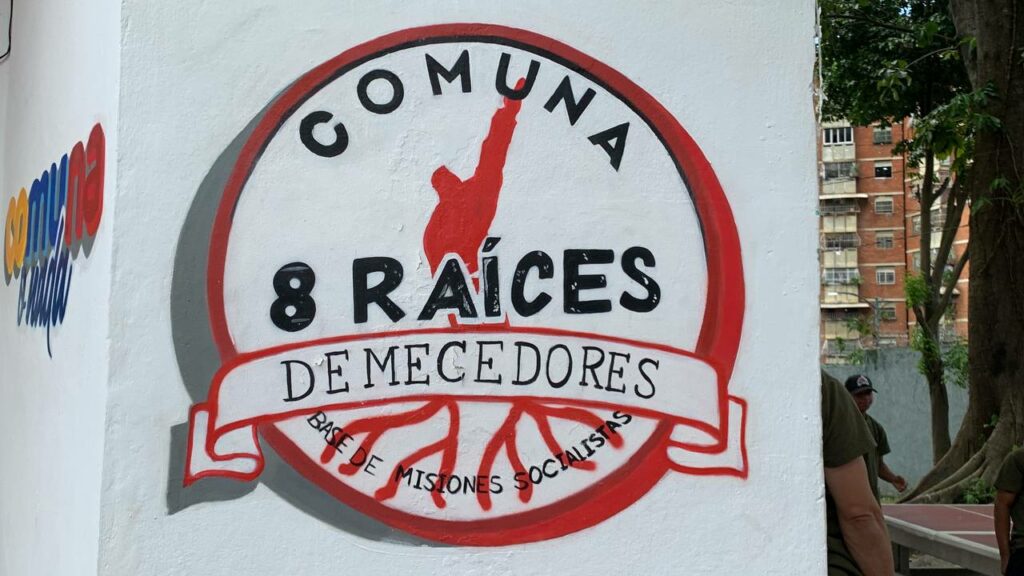 COMUNA
8 RAÍCES
DE MECEDORES
BASE DE MISIONES SOCIALISTAS
comuna